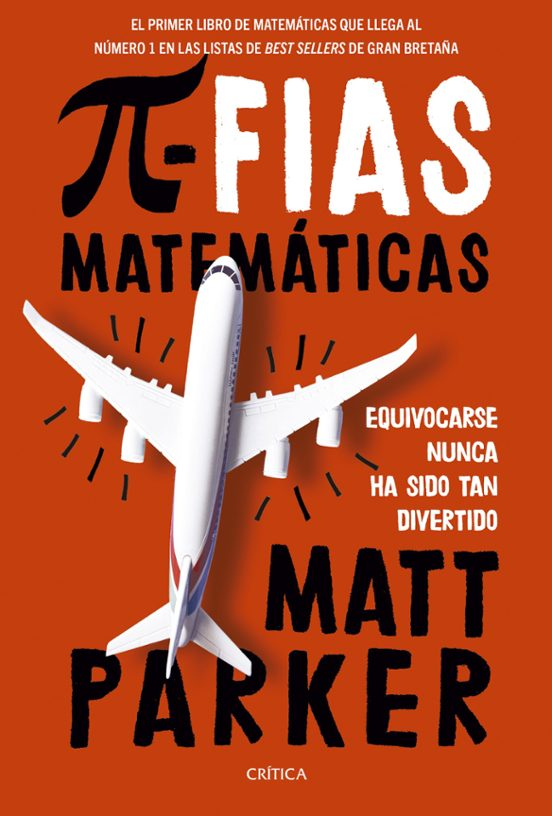 EL PRIMER LIBRO DE MATEMÁTICAS QUE LLEGA AL
NÚMERO 1 EN LAS LISTAS DE BEST SELLERS DE GRAN BRETAÑA
π-FIAS
MATEMÁTICAS
EQUIVOCARSE
NUNCA
HA SIDO TAN
DIVERTIDO
MATT
PARKER
CRÍTICA